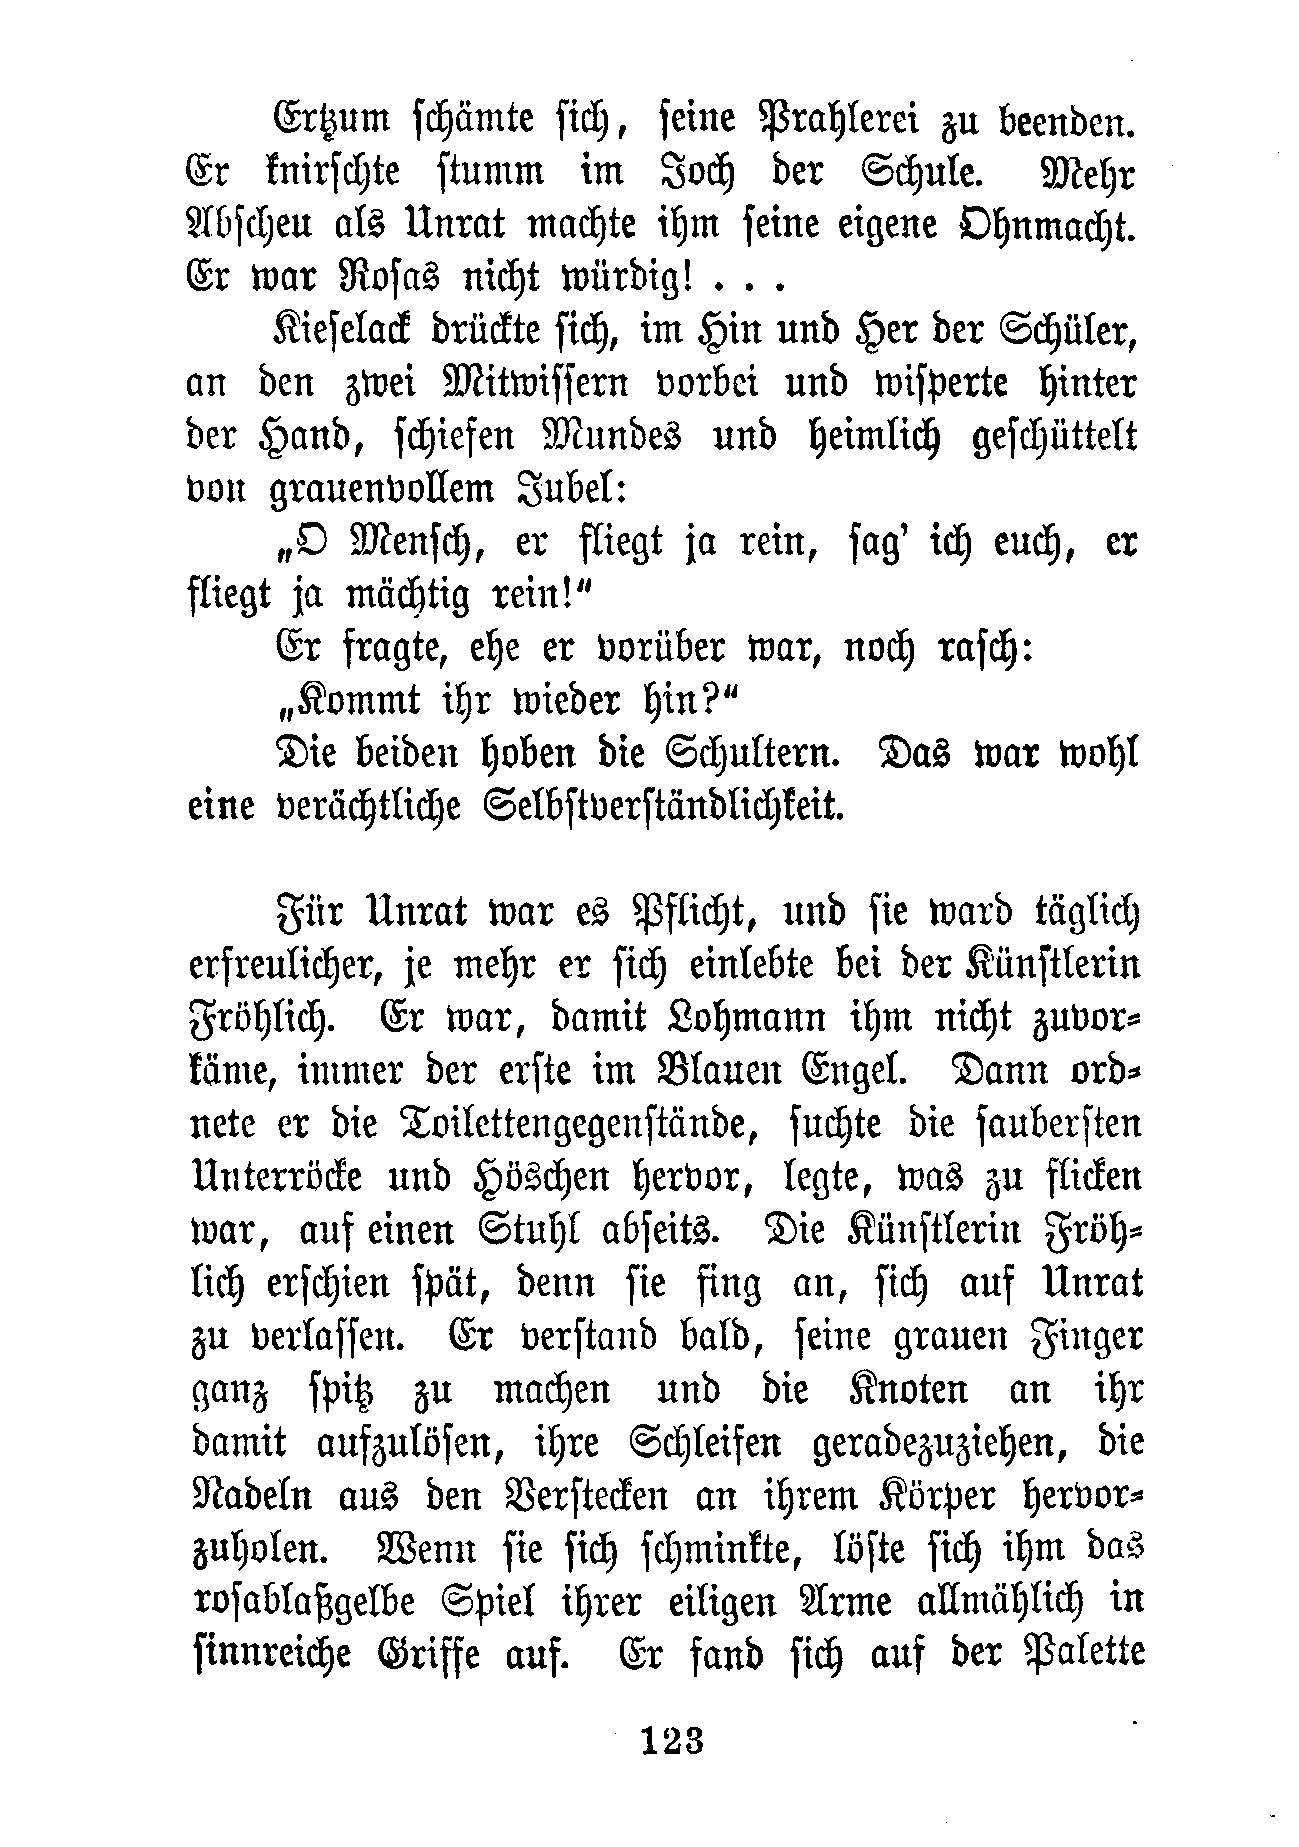 Ertzum schämte sich, seine Prahlerei zu beenden.
Er knirschte stumm im Joch der Schule. Mehr
Abscheu als Unrat machte ihm seine eigene Ohnmacht.
Er war Rosas nicht würdig! . . .
Kieselack drückte sich, im Hin und Her der Schüler,
an den zwei Mitwissern vorbei und wisperte hinter
der Hand, schiefen Mundes und heimlich geschüttelt
von grauenvollem Jubel:
„O Mensch, er fliegt ja rein, sag' ich euch, er
fliegt ja mächtig rein!“
Er fragte, ehe er vorüber war, noch rasch:
„Kommt ihr wieder hin?“
Die beiden hoben die Schultern. Das war wohl
eine verächtliche Selbstverständlichkeit.

Für Unrat war es Pflicht, und sie ward täglich
erfreulicher, je mehr er sich einlebte bei der Künstlerin
Fröhlich. Er war, damit Lohmann ihm nicht zuvor-
käme, immer der erste im Blauen Engel. Dann ord-
nete er die Toilettengegenstände, suchte die saubersten
Unterröcke und Höschen hervor, legte, was zu flicken
war, auf einen Stuhl abseits. Die Künstlerin Fröh-
lich erschien spät, denn sie fing an, sich auf Unrat
zu verlassen. Er verstand bald, seine grauen Finger
ganz spitz zu machen und die Knoten an ihr
damit aufzulösen, ihre Schleifen geradezuziehen, die
Nadeln aus den Verstecken an ihrem Körper hervor-
zuholen. Wenn sie sich schminkte, löste sich ihm das
rosablaßgelbe Spiel ihrer eiligen Arme allmählich in
sinnreiche Griffe auf. Er fand sich auf der Palette
123